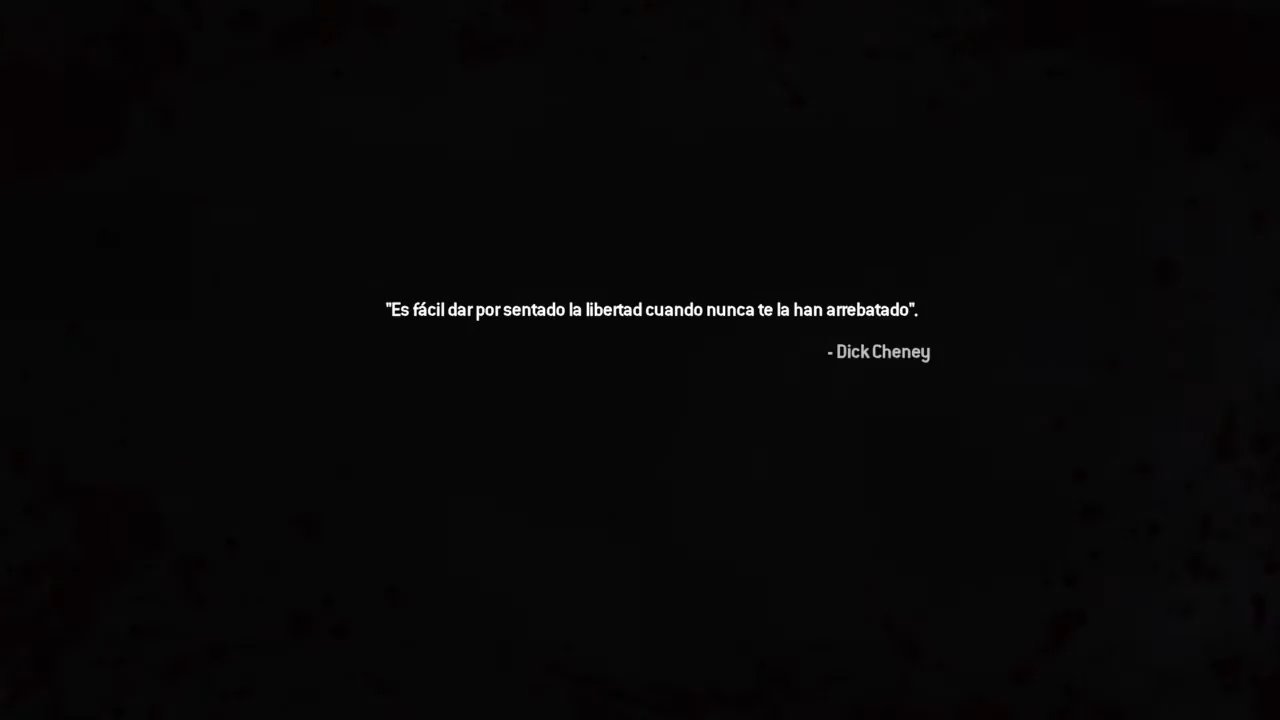 "Es fácil dar por sentado la libertad cuando nunca te la han arrebatado".
- Dick Cheney